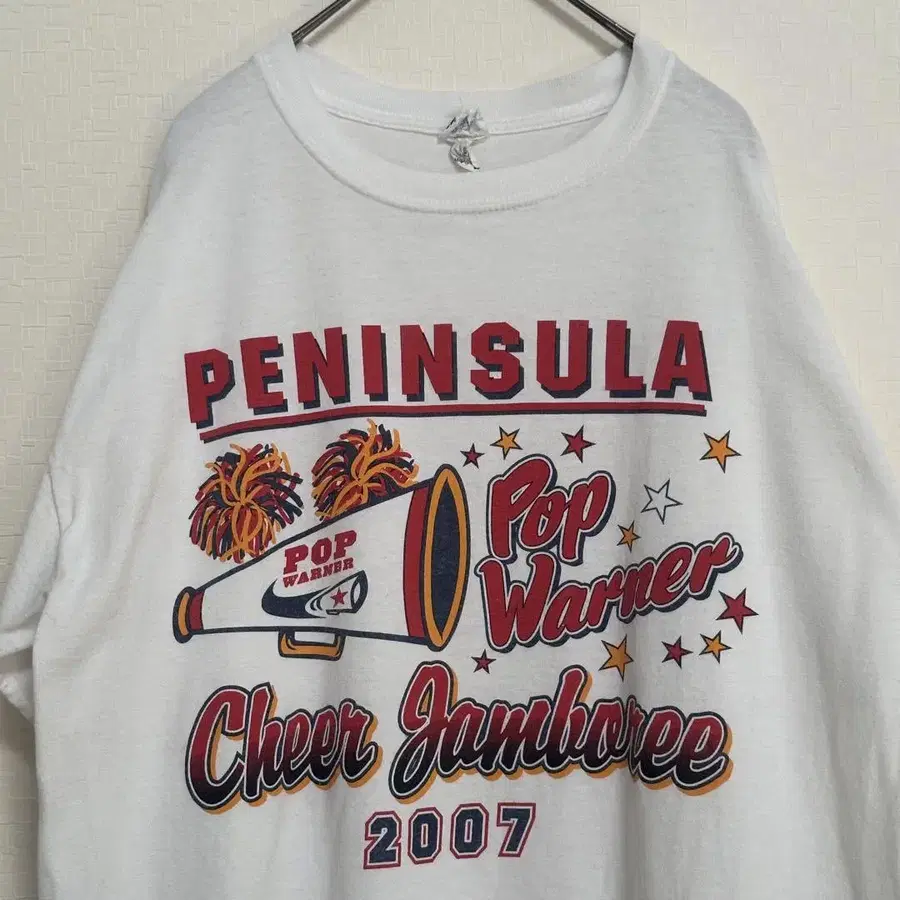 PENINSULA
POP
WARNER
Pop
Warner
Cheer Jamboree
2007